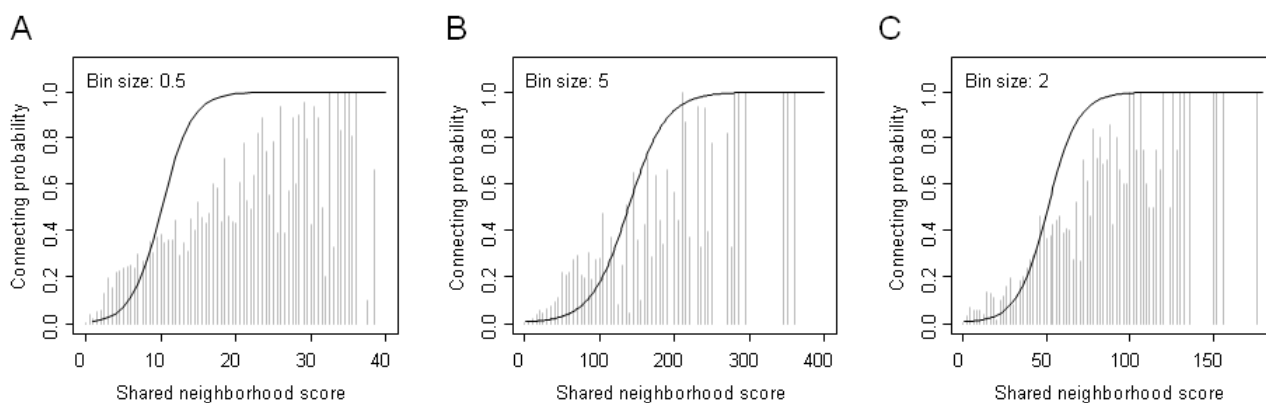 A
Bin size: 0.5
Connecting probability
0.0 0.2 0.4 0.6 0.8 1.0
0 10 20 30 40
Shared neighborhood score
B
Bin size: 5
Connecting probability
0.0 0.2 0.4 0.6 0.8 1.0
0 100 200 300 400
Shared neighborhood score
C
Bin size: 2
Connecting probability
0.0 0.2 0.4 0.6 0.8 1.0
0 50 100 150
Shared neighborhood score